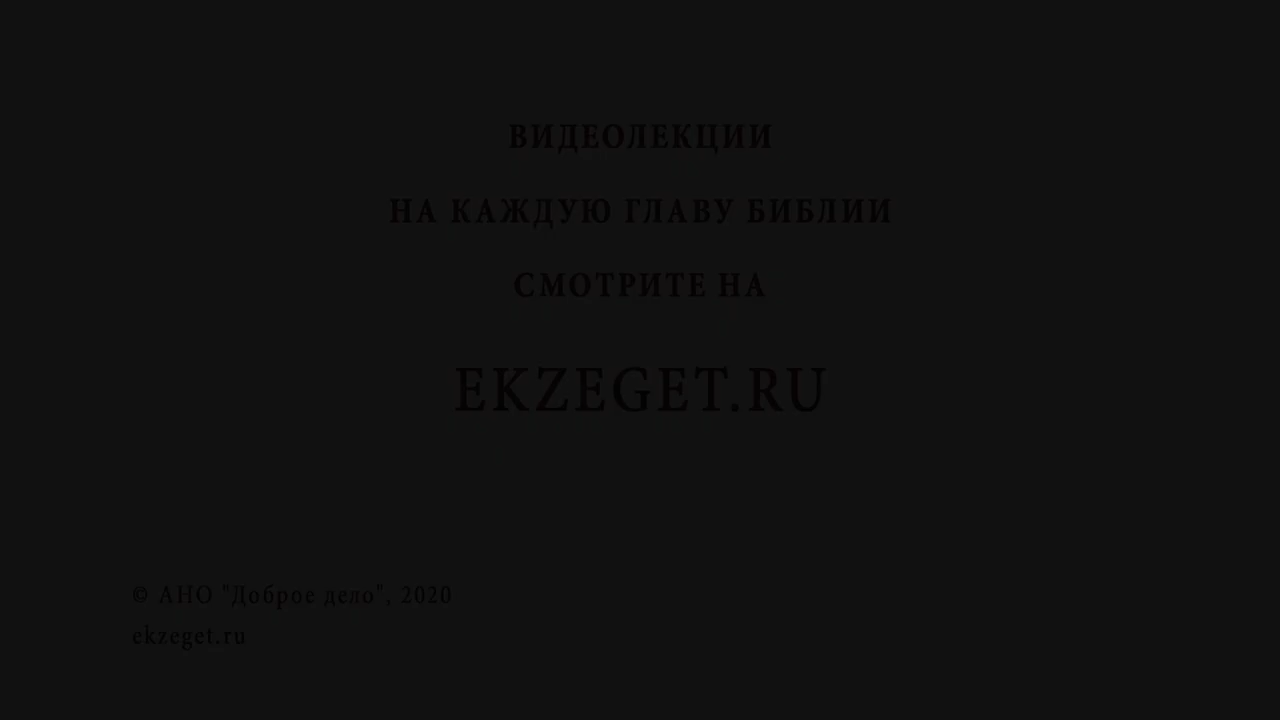 ВИДЕОЛЕКЦИИ
НА КАЖДУЮ ГЛАВУ БИБЛИИ
СМОТРИТЕ НА
EKZEGET.RU
© АНО "Доброе дело", 2020
ekzeget.ru